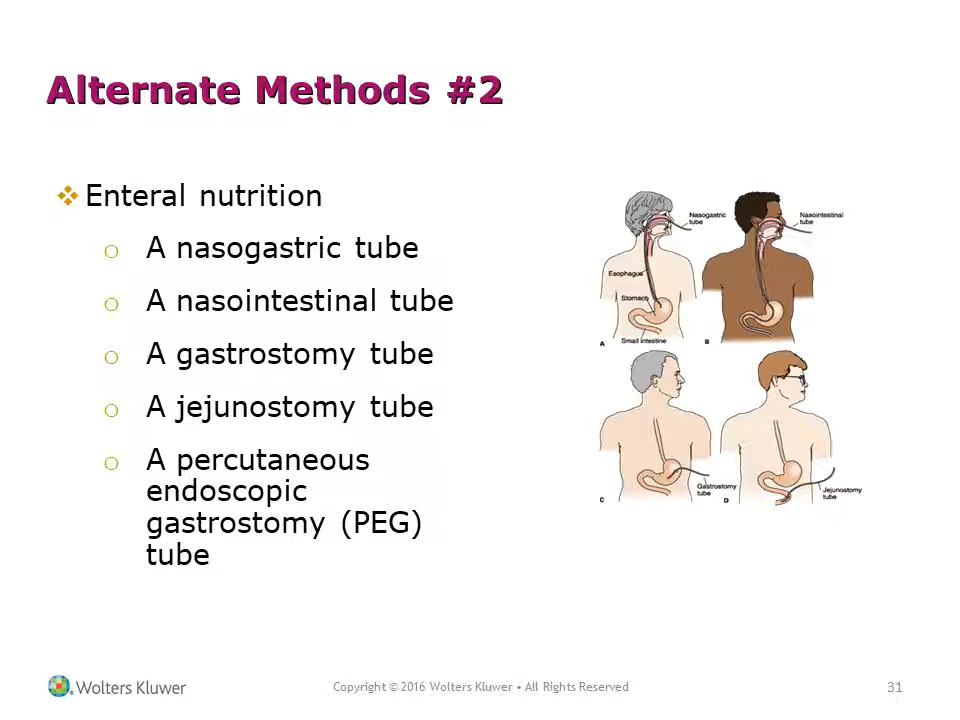 Alternate Methods #2
❖ Enteral nutrition
o A nasogastric tube
o A nasointestinal tube
o A gastrostomy tube
o A jejunostomy tube
o A percutaneous
endoscopic
gastrostomy (PEG)
tube
Nasogastric
tube
Esophagus
Stomach
Small intestine
A
Nasointestinal
tube
B
Gastrostomy
tube
C
Jejunostomy
tube
D
Wolters Kluwer
Copyright © 2016 Wolters Kluwer • All Rights Reserved
31